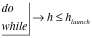 do
while → h ≤ h_launch